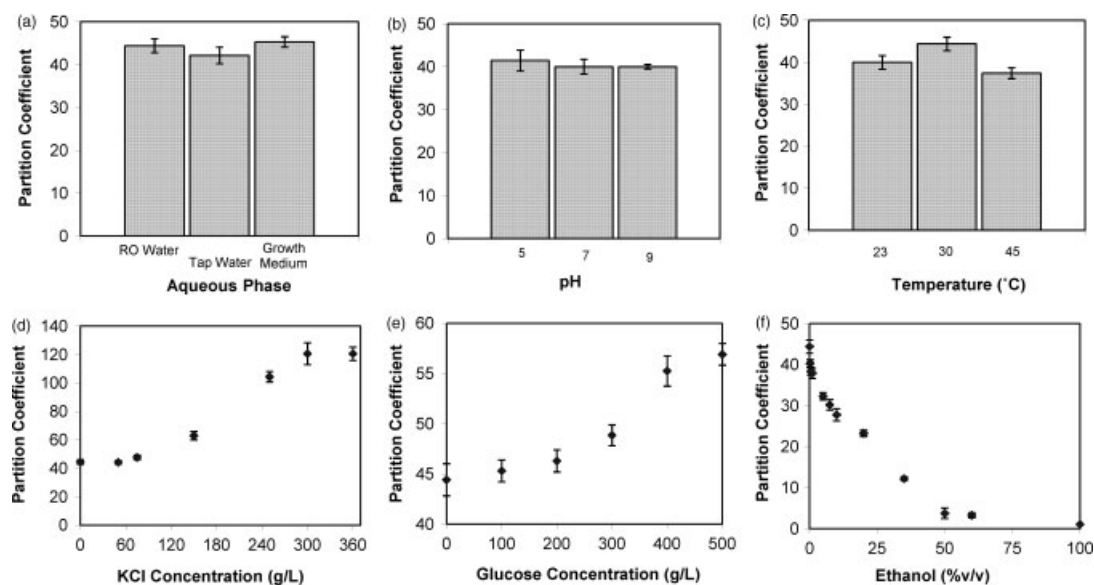 (a)
50
40
30
20
10
0
Partition Coefficient
RO Water
Tap Water
Growth
Medium
Aqueous Phase
(b)
50
40
30
20
10
0
Partition Coefficient
5
7
9
pH
(c)
50
40
30
20
10
0
Partition Coefficient
23
30
45
Temperature (˚C)
(d)
140
120
100
80
60
40
20
0
Partition Coefficient
0 60 120 180 240 300 360
KCl Concentration (g/L)
(e)
60
55
50
45
40
Partition Coefficient
0 100 200 300 400 500
Glucose Concentration (g/L)
(f)
50
40
30
20
10
0
Partition Coefficient
0 25 50 75 100
Ethanol (%v/v)